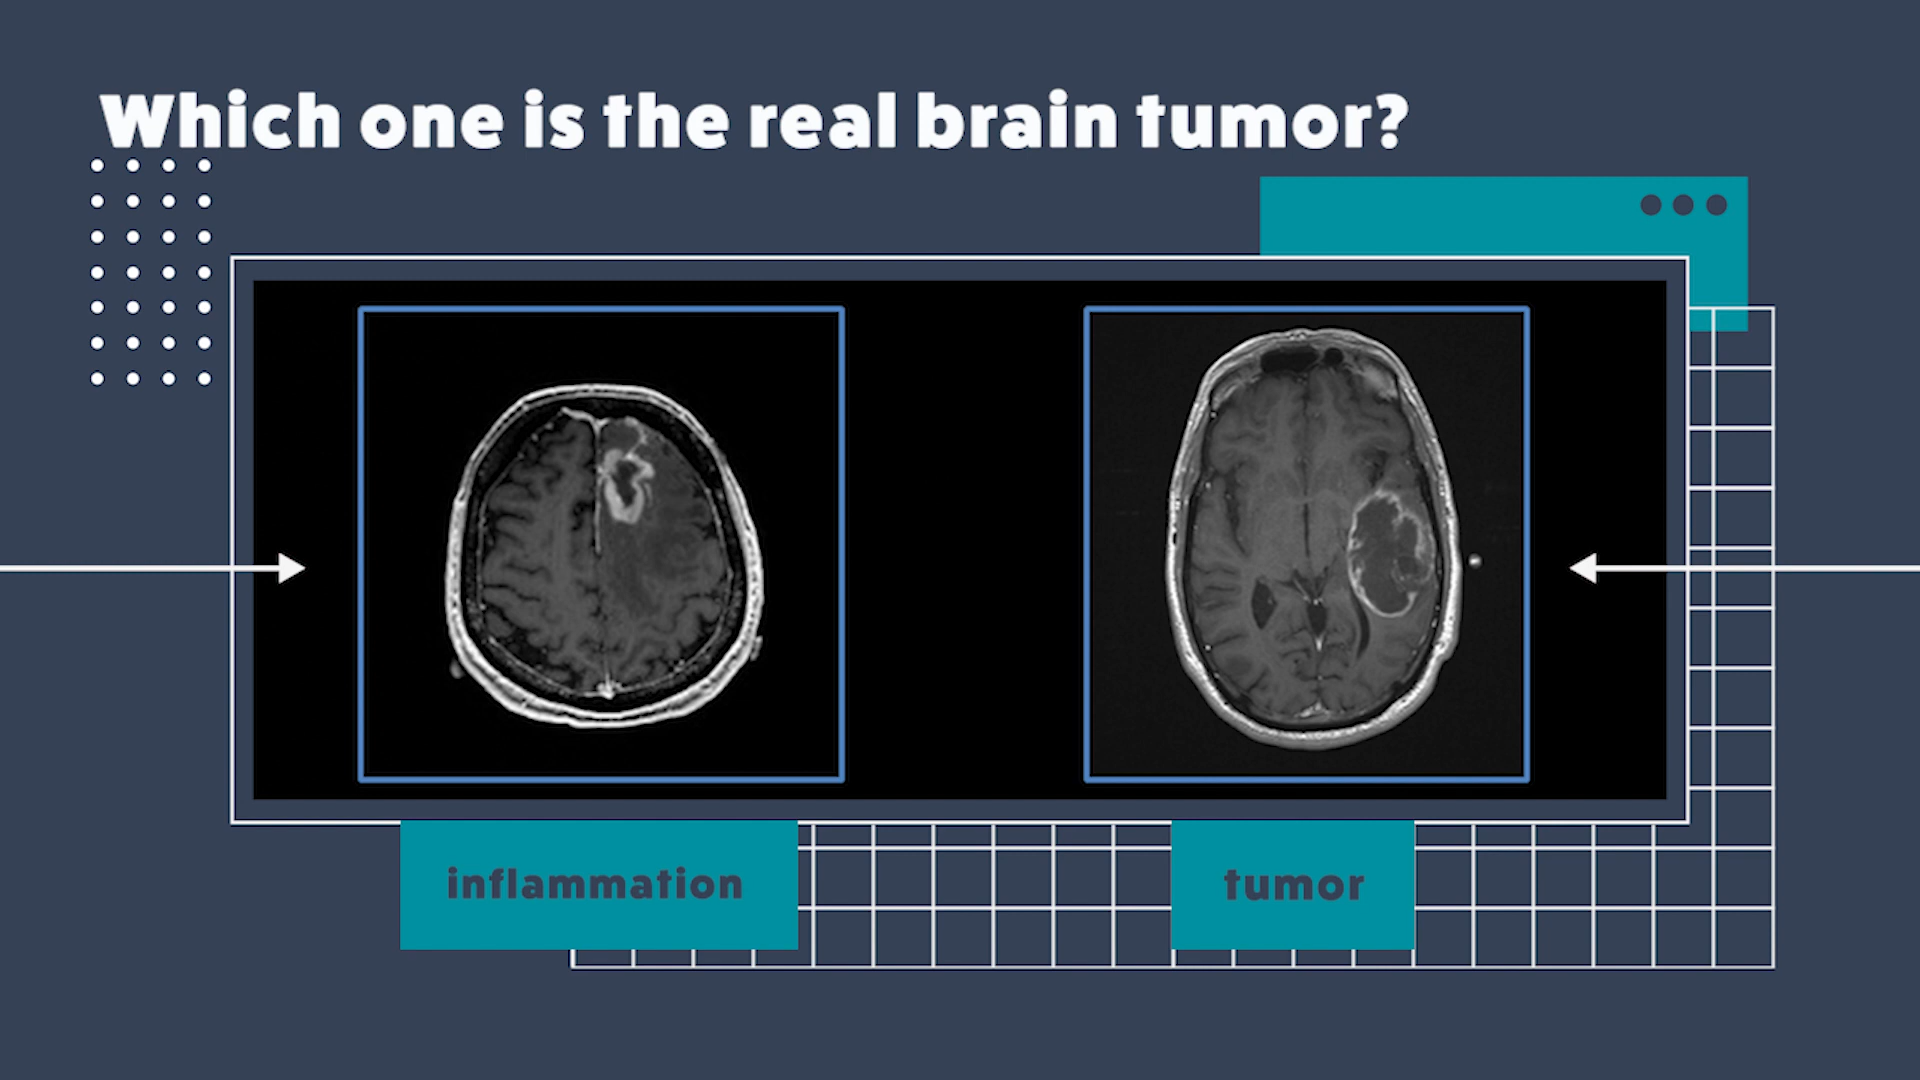 Which one is the real brain tumor?
inflammation
tumor